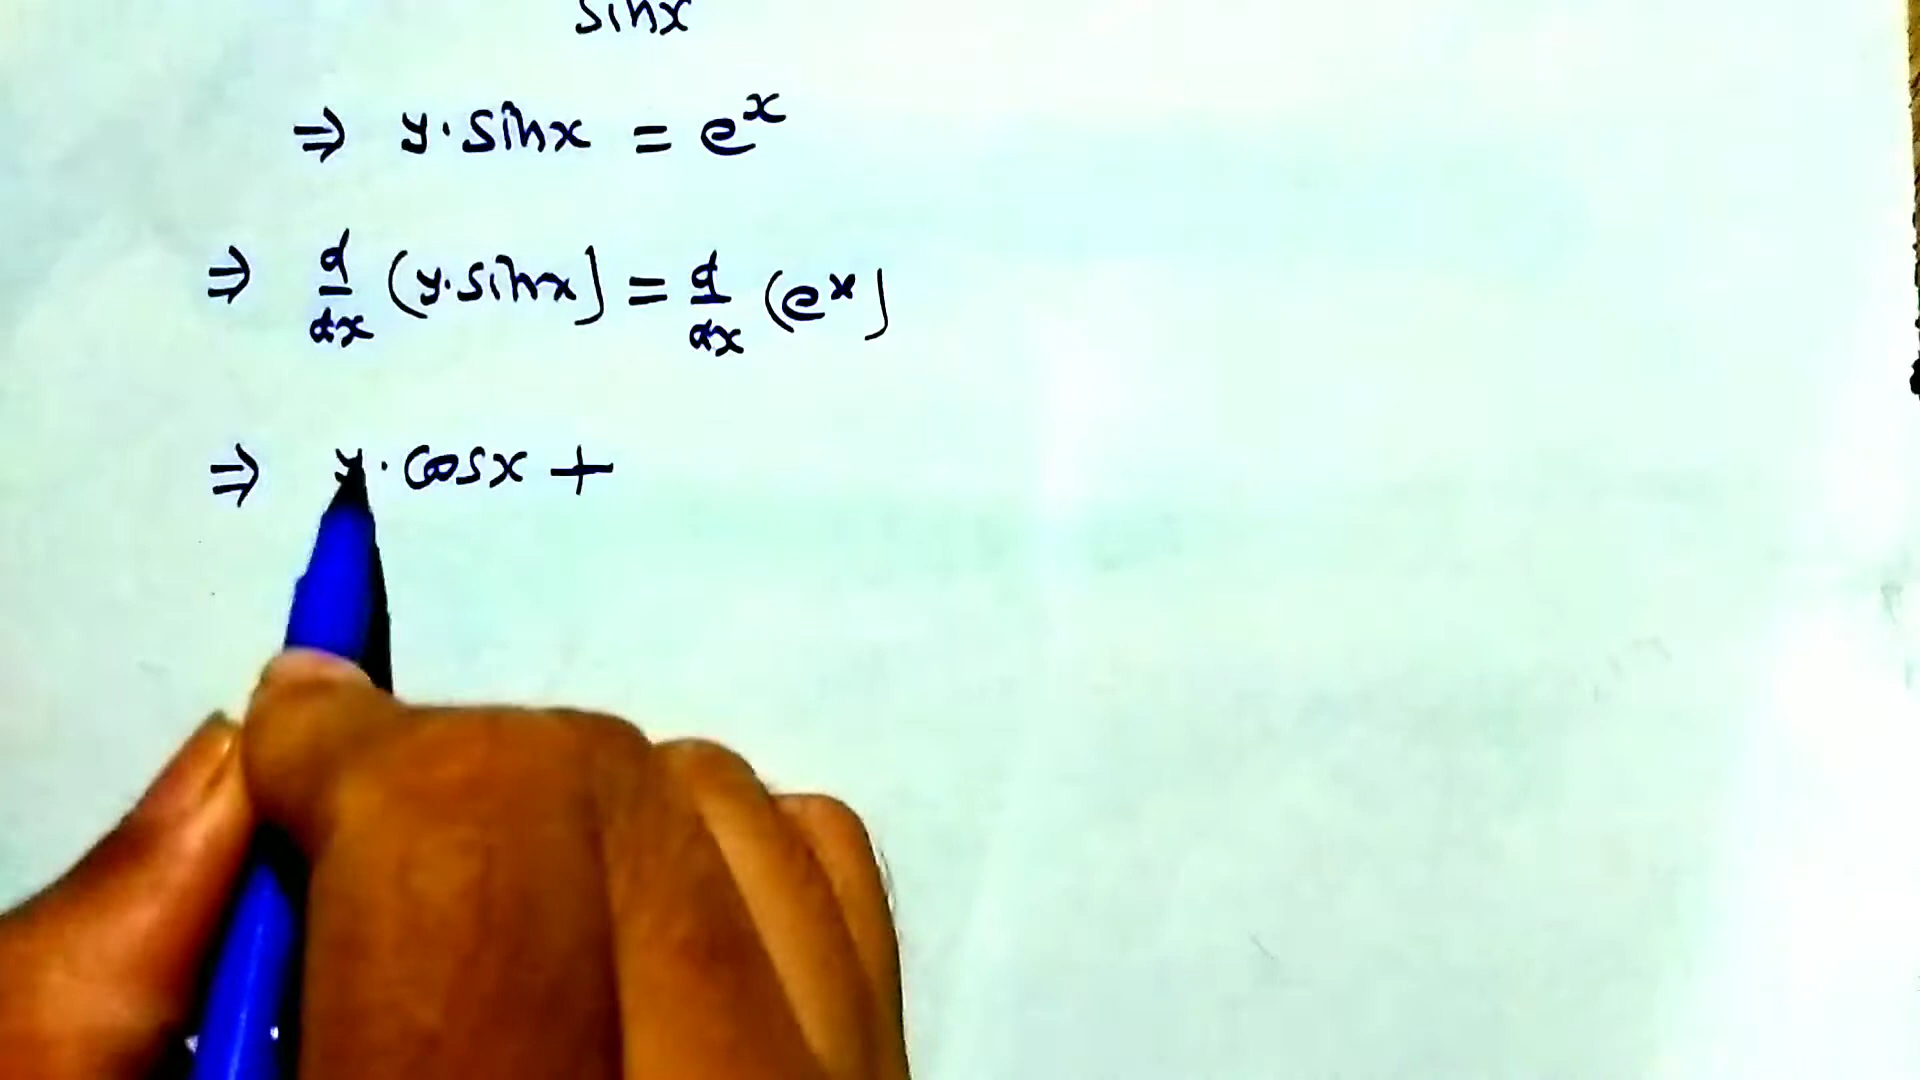 sinx
⇒ y·sinx = e^x
⇒ d/dx (y·sinx) = d/dx (e^x)
⇒ y·cosx +